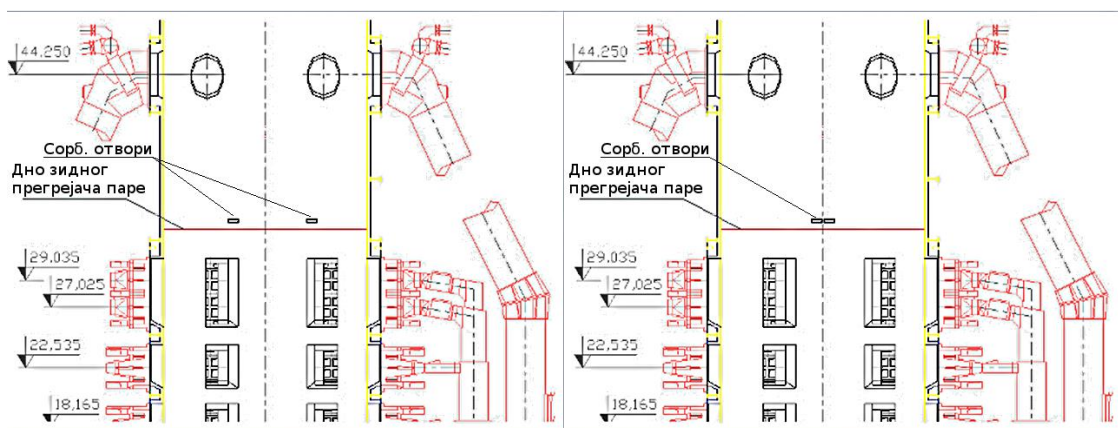 44.250
Сорб. отвори
Дно зидног
прегрејача паре
29.035
27,025
22,535
18,165
44.250
Сорб. отвори
Дно зидног
прегрејача паре
29.035
27,025
22,535
18,165